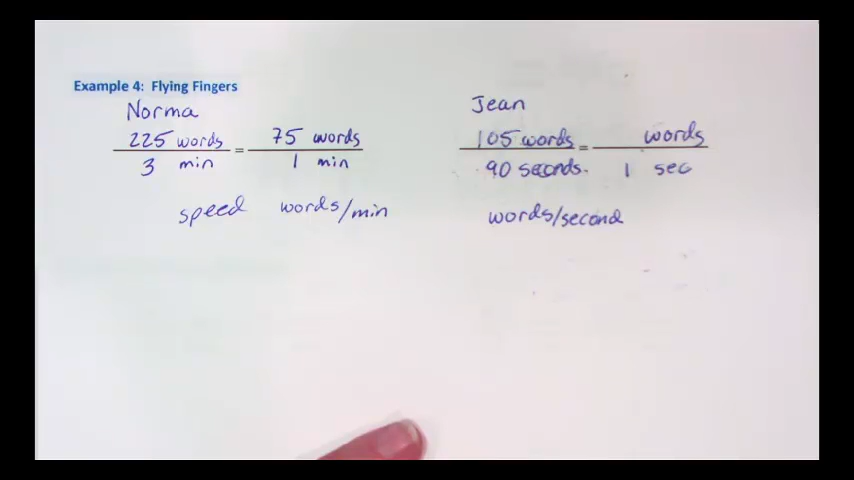 Example 4: Flying Fingers
Norma
225 words
3 min
=
75 words
1 min
speed words/min
Jean
105 words
90 seconds.
=
words
1 sec
words/second